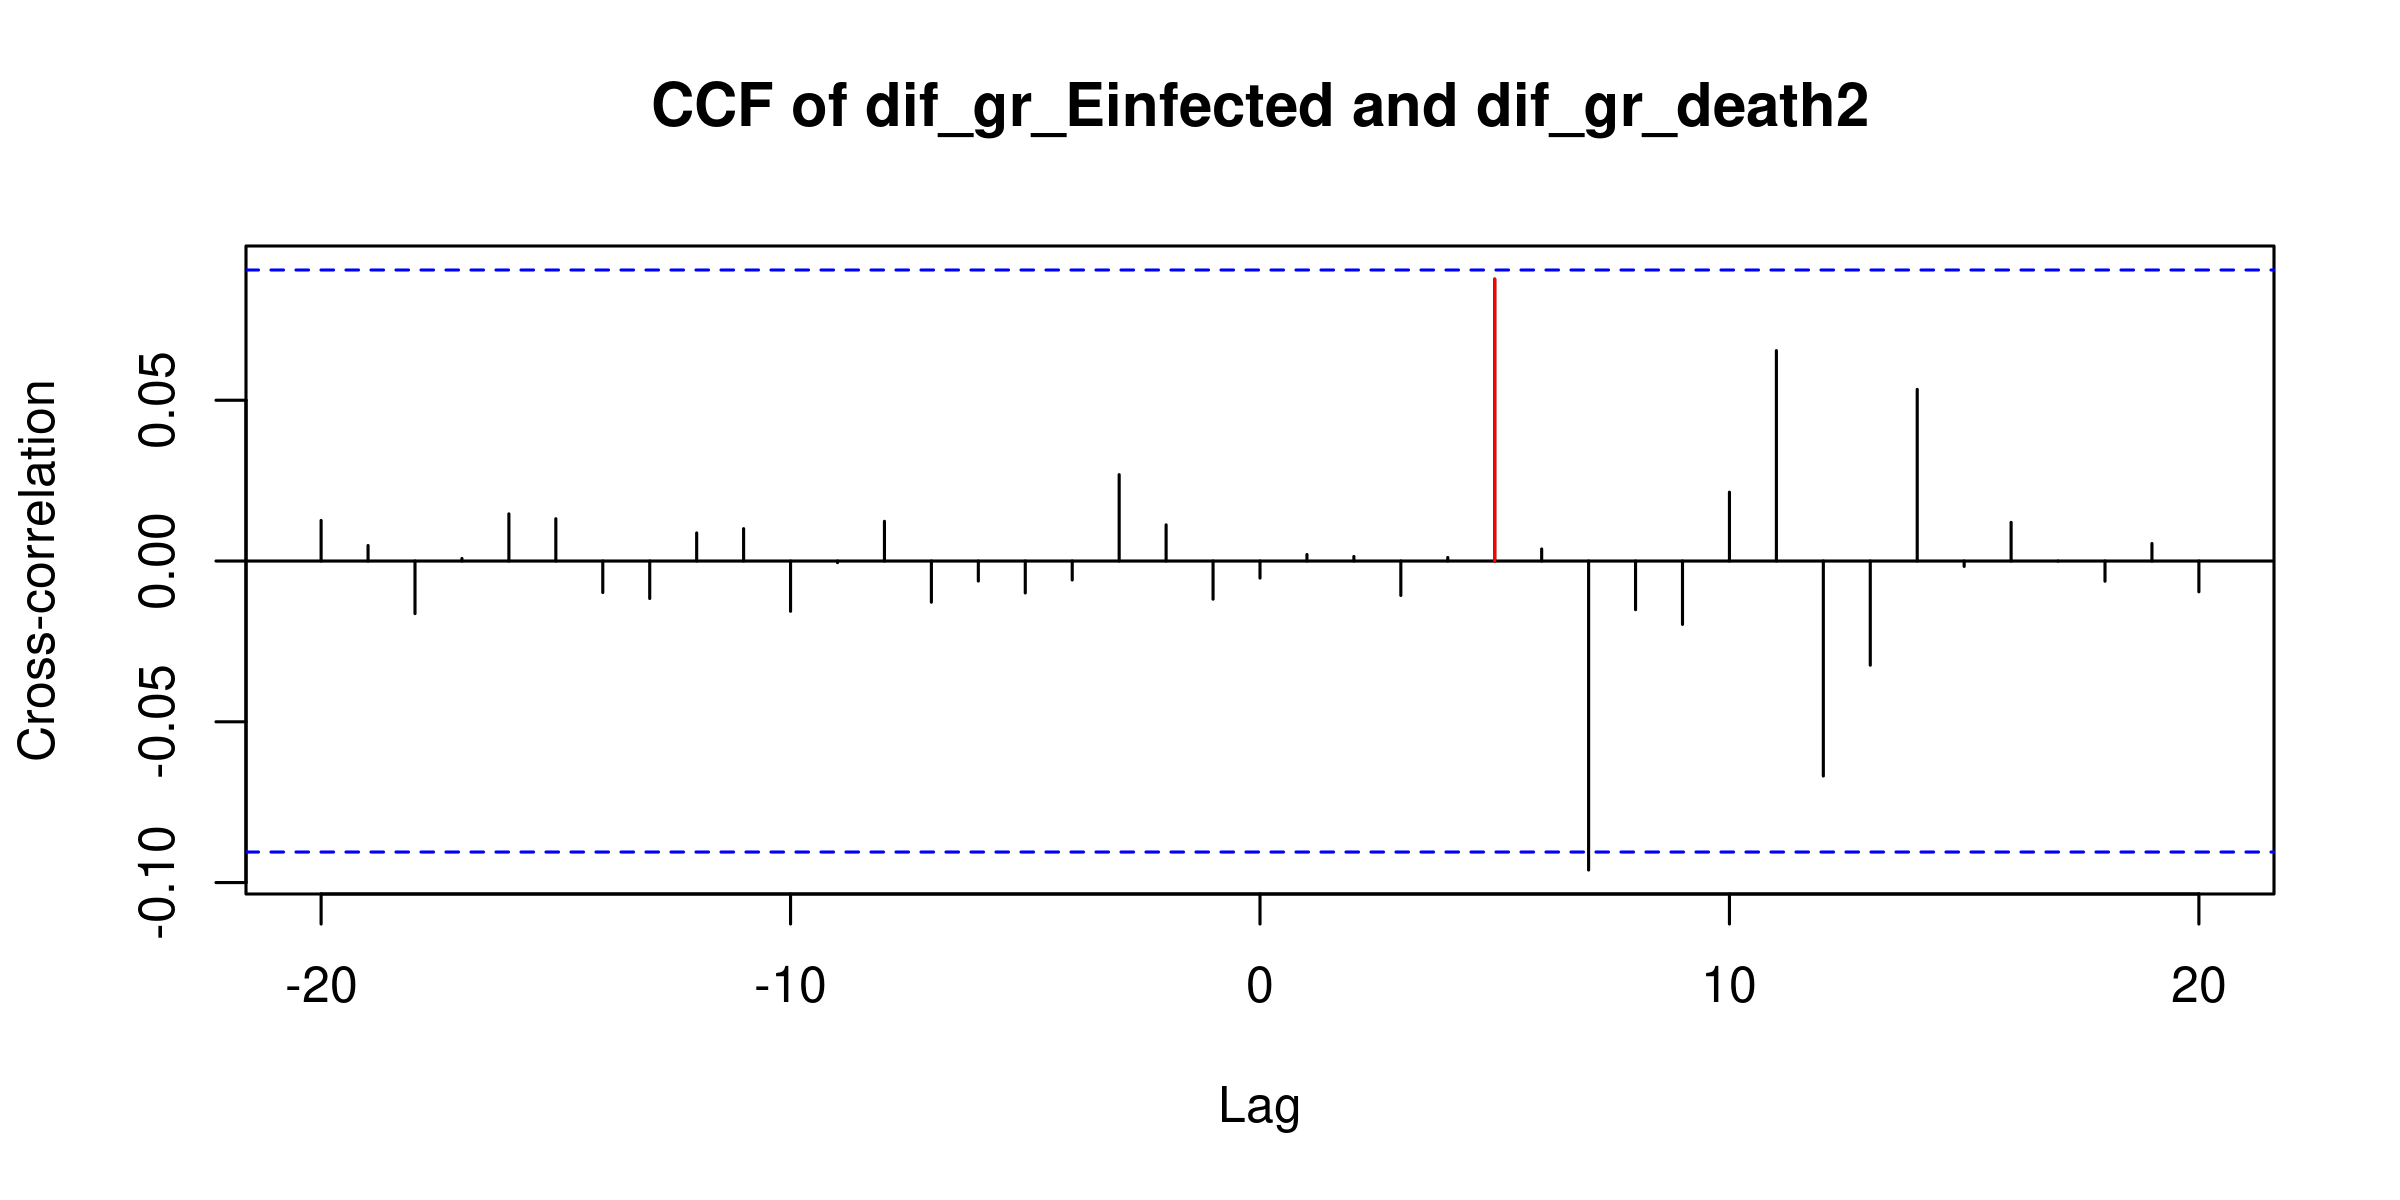 CCF of dif_gr_Einfected and dif_gr_death2
Cross-correlation
0.05
0.00
-0.05
-0.10
-20 -10 0 10 20
Lag